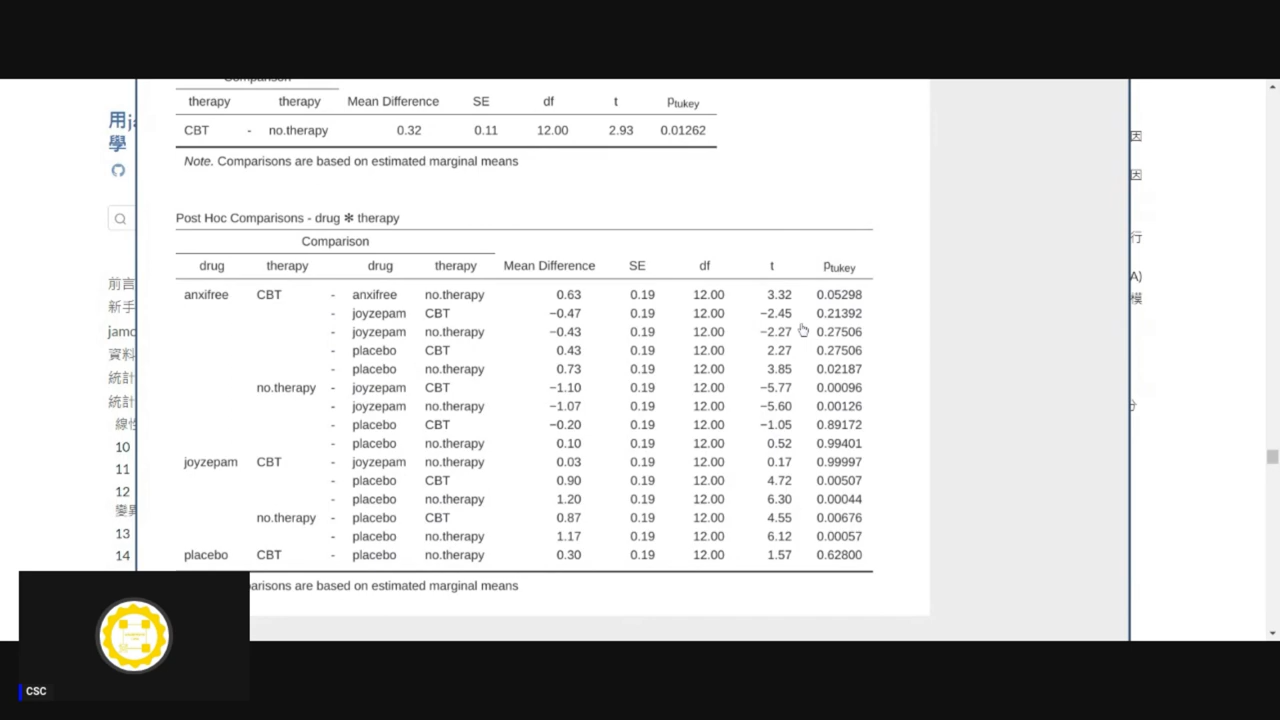 Comparison
therapy therapy Mean Difference SE df t ptukey
CBT - no.therapy 0.32 0.11 12.00 2.93 0.01262
Note. Comparisons are based on estimated marginal means
Post Hoc Comparisons - drug ✻ therapy
Comparison
drug therapy drug therapy Mean Difference SE df t ptukey
anxifree CBT - anxifree no.therapy 0.63 0.19 12.00 3.32 0.05298
- joyzepam CBT −0.47 0.19 12.00 −2.45 0.21392
- joyzepam no.therapy −0.43 0.19 12.00 −2.27 0.27506
- placebo CBT 0.43 0.19 12.00 2.27 0.27506
- placebo no.therapy 0.73 0.19 12.00 3.85 0.02187
no.therapy - joyzepam CBT −1.10 0.19 12.00 −5.77 0.00096
- joyzepam no.therapy −1.07 0.19 12.00 −5.60 0.00126
- placebo CBT −0.20 0.19 12.00 −1.05 0.89172
- placebo no.therapy 0.10 0.19 12.00 0.52 0.99401
joyzepam CBT - joyzepam no.therapy 0.03 0.19 12.00 0.17 0.99997
- placebo CBT 0.90 0.19 12.00 4.72 0.00507
- placebo no.therapy 1.20 0.19 12.00 6.30 0.00044
no.therapy - placebo CBT 0.87 0.19 12.00 4.55 0.00676
- placebo no.therapy 1.17 0.19 12.00 6.12 0.00057
placebo CBT - placebo no.therapy 0.30 0.19 12.00 1.57 0.62800
arisons are based on estimated marginal means
用ja
學
前言
新手
jamo
資料
統計
統計
線性
10
11
12
變異
13
14
因
因
行
A)
模
CSC